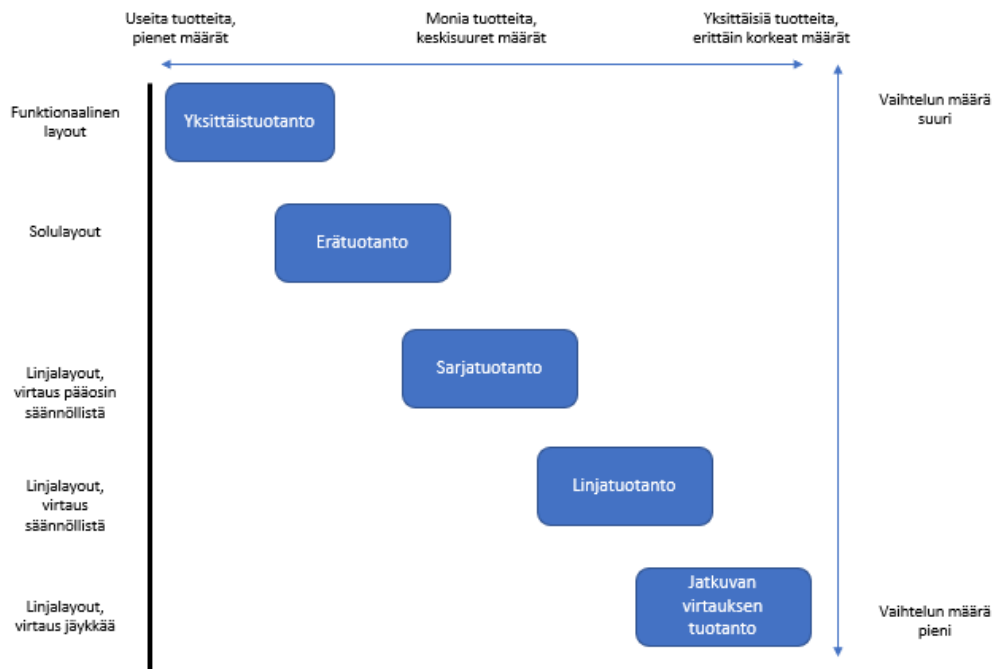 Useita tuotteita,
pienet määrät
Monia tuotteita,
keskisuuret määrät
Yksittäisiä tuotteita,
erittäin korkeat määrät
Funktionaalinen
layout
Yksittäistuotanto
Vaihtelun määrä
suuri
Solulayout
Erätuotanto
Linjalayout,
virtaus pääosin
säännöllistä
Sarjatuotanto
Linjalayout,
virtaus
säännöllistä
Linjatuotanto
Linjalayout,
virtaus jäykkää
Jatkuvan
virtauksen
tuotanto
Vaihtelun määrä
pieni